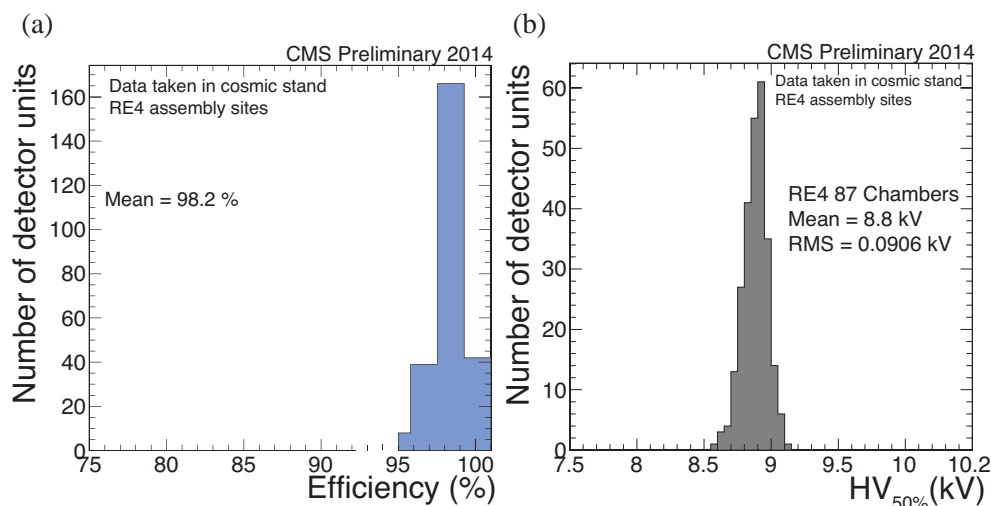 (a)
CMS Preliminary 2014
Data taken in cosmic stand
RE4 assembly sites
Mean = 98.2 %
Number of detector units
160
140
120
100
80
60
40
20
0
75
80
85
90
95
100
Efficiency (%)
(b)
CMS Preliminary 2014
Data taken in cosmic stand
RE4 assembly sites
RE4 87 Chambers
Mean = 8.8 kV
RMS = 0.0906 kV
Number of detector units
60
50
40
30
20
10
0
7.5
8
8.5
9
9.5
10
10.2
HV50%(kV)